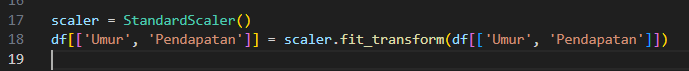 17 scaler = StandardScaler()
18 df[['Umur', 'Pendapatan']] = scaler.fit_transform(df[['Umur', 'Pendapatan']])
19